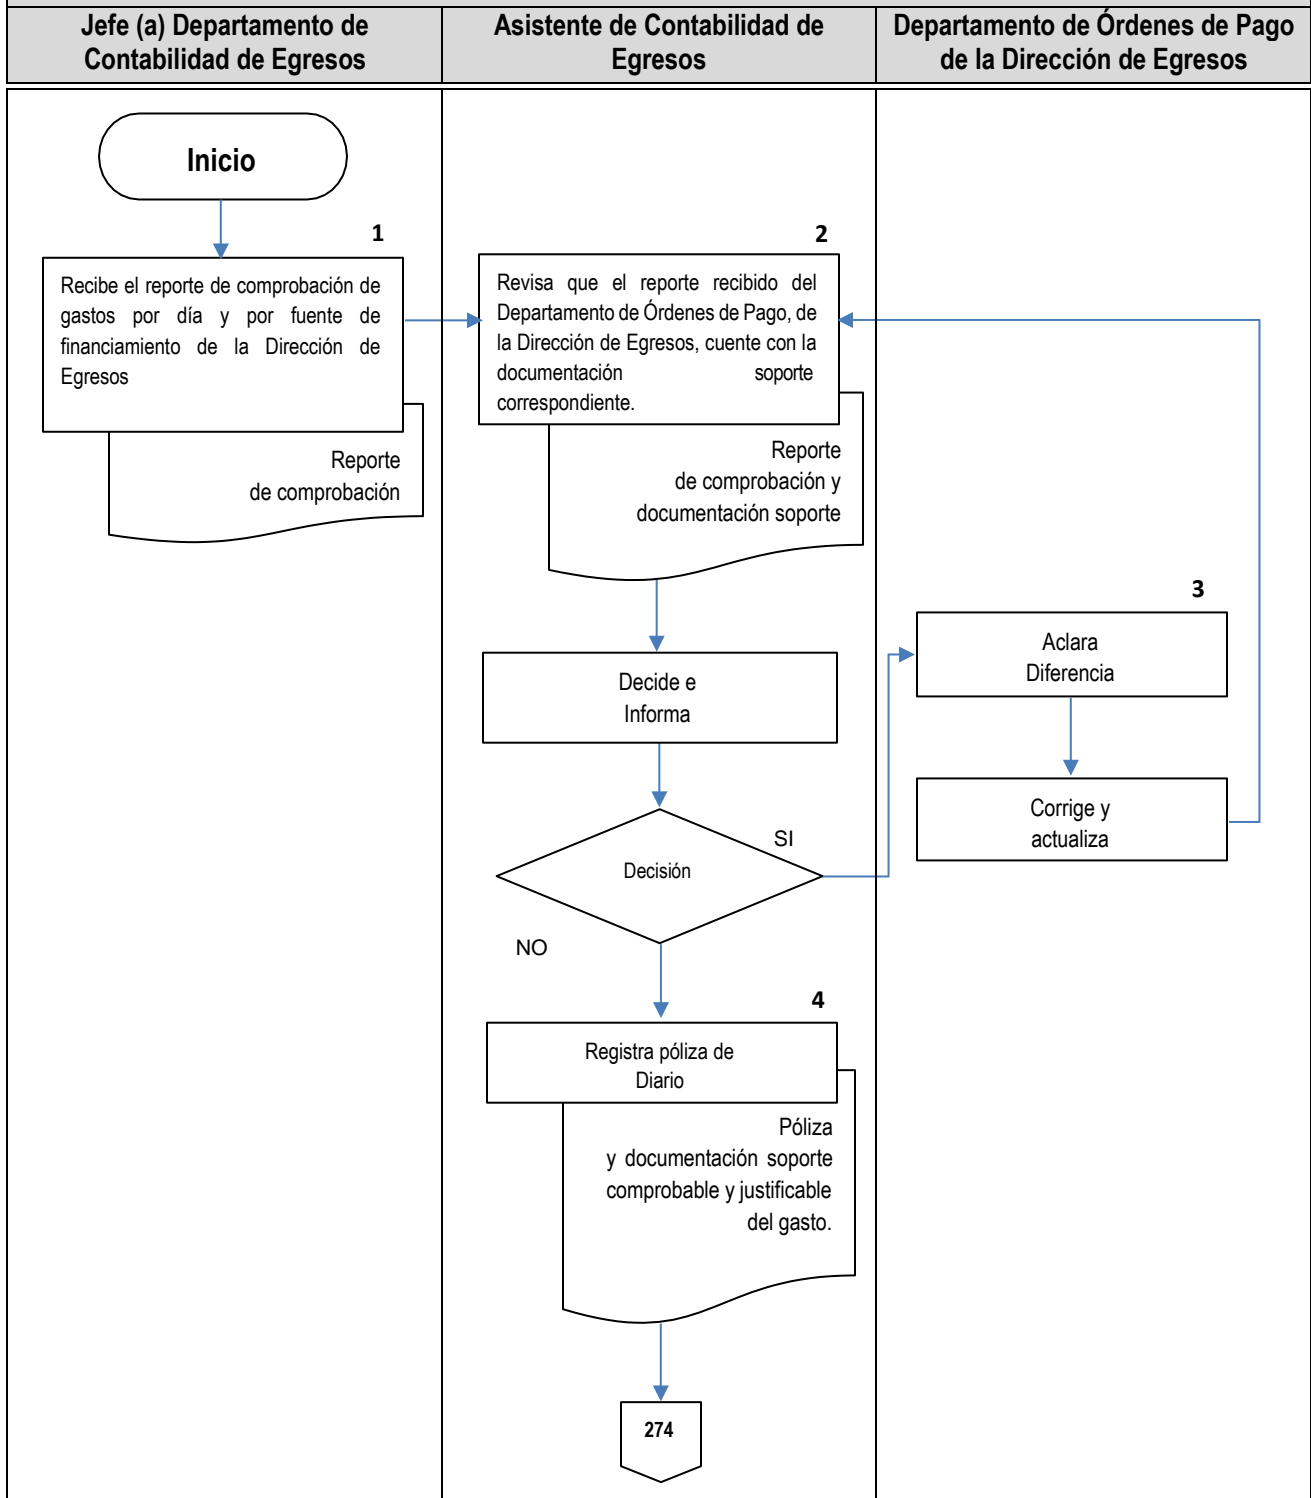 Jefe (a) Departamento de
Contabilidad de Egresos
Asistente de Contabilidad de
Egresos
Departamento de Órdenes de Pago
de la Dirección de Egresos
Inicio
1
Recibe el reporte de comprobación de
gastos por día y por fuente de
financiamiento de la Dirección de
Egresos
Reporte
de comprobación
2
Revisa que el reporte recibido del
Departamento de Órdenes de Pago, de
la Dirección de Egresos, cuente con la
documentación soporte
correspondiente.
Reporte
de comprobación y
documentación soporte
Decide e
Informa
Decisión
SI
NO
3
Aclara
Diferencia
Corrige y
actualiza
4
Registra póliza de
Diario
Póliza
y documentación soporte
comprobable y justificable
del gasto.
274